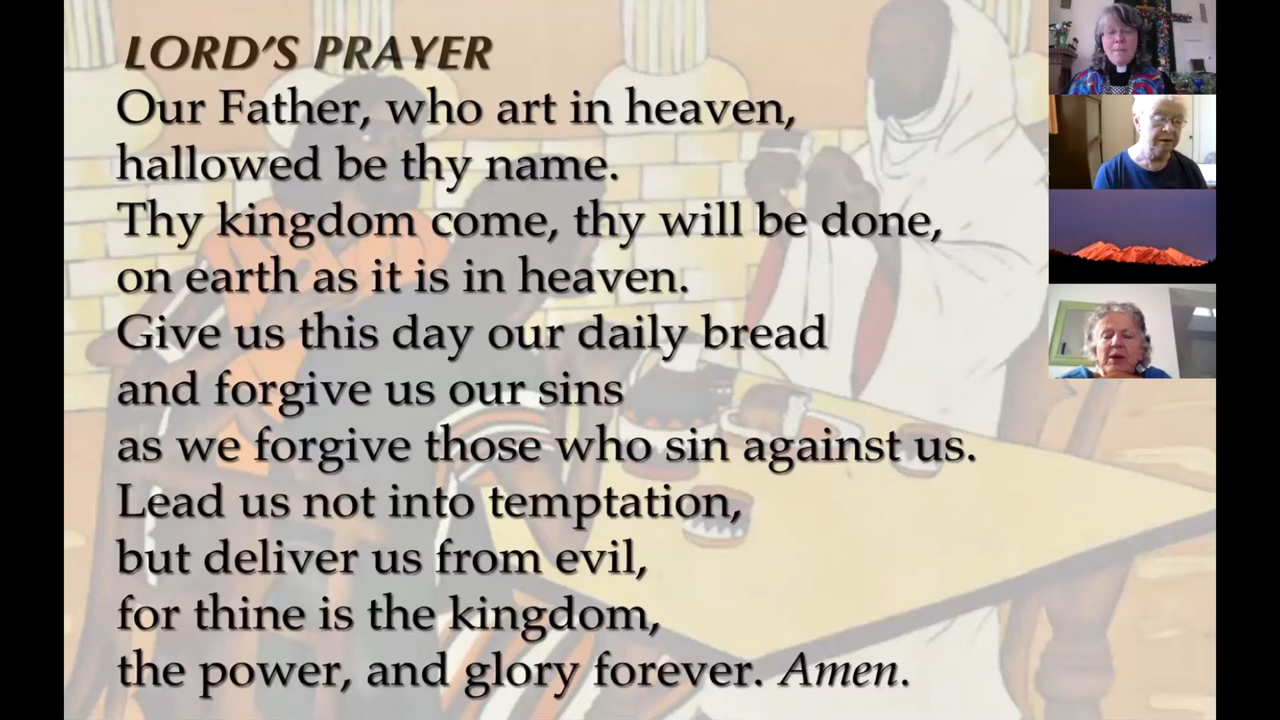 LORD'S PRAYER
Our Father, who art in heaven,
hallowed be thy name.
Thy kingdom come, thy will be done,
on earth as it is in heaven.
Give us this day our daily bread
and forgive us our sins
as we forgive those who sin against us.
Lead us not into temptation,
but deliver us from evil,
for thine is the kingdom,
the power, and glory forever. Amen.